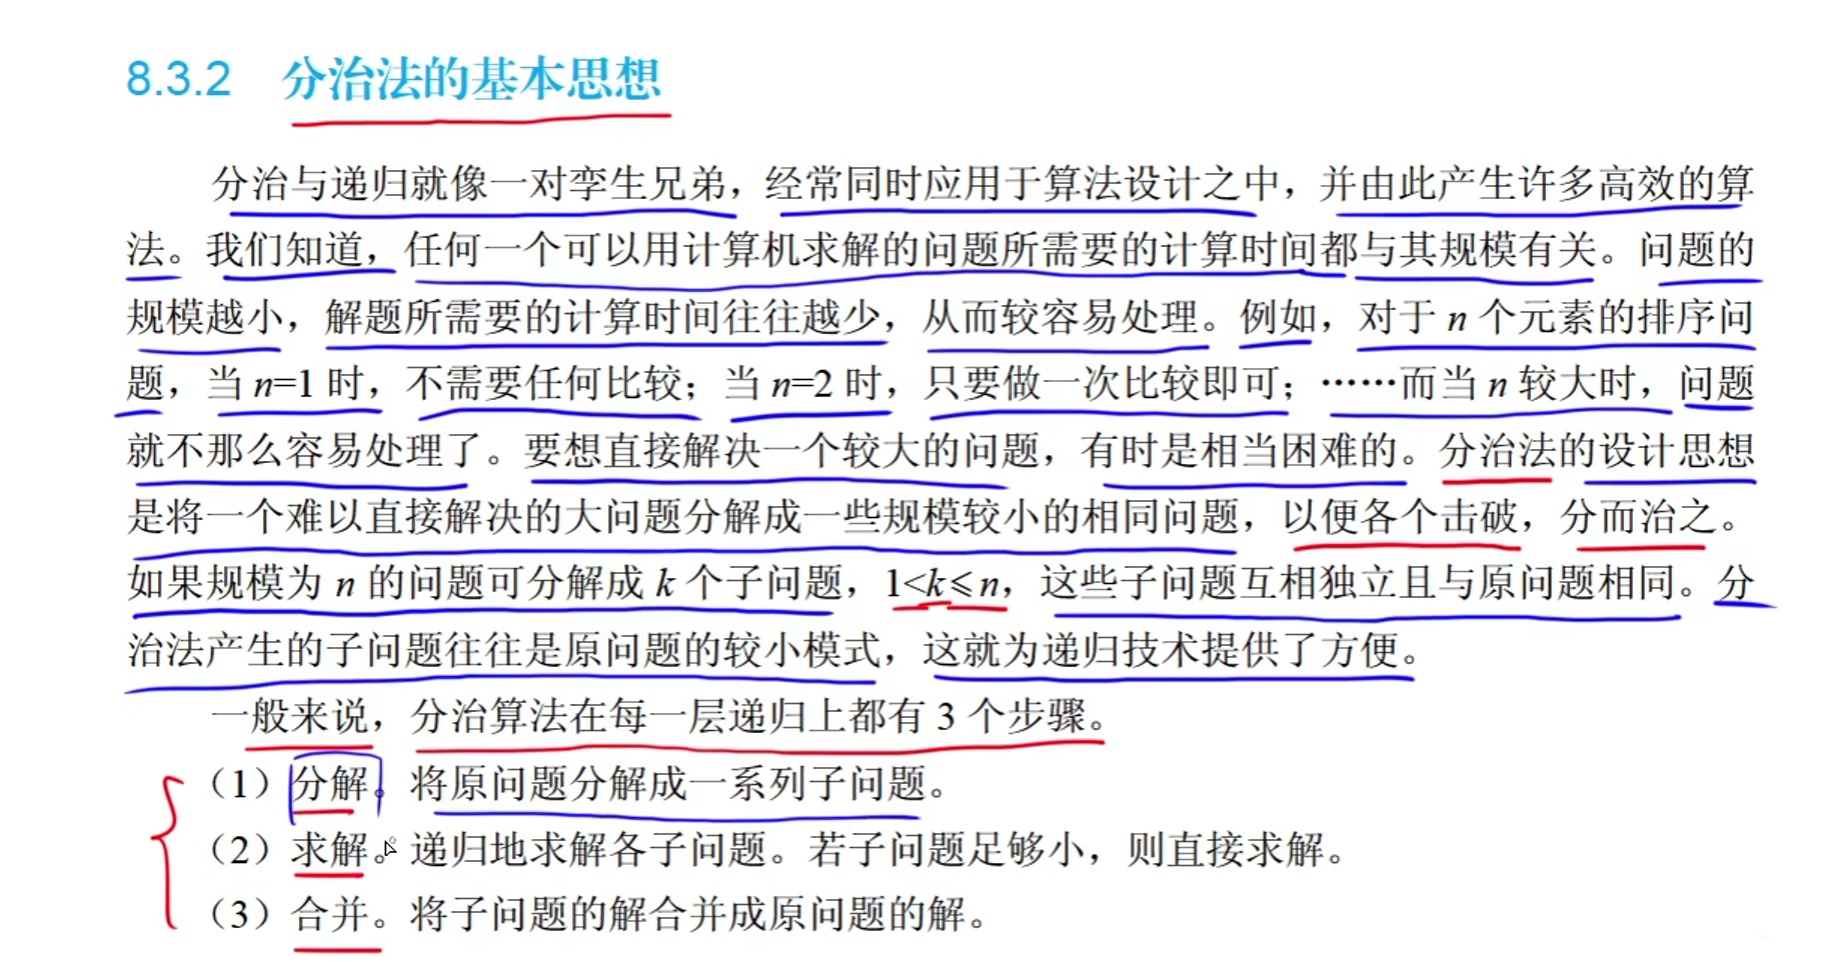 8.3.2 分治法的基本思想
分治与递归就像一对孪生兄弟，经常同时应用于算法设计之中，并由此产生许多高效的算
法。我们知道，任何一个可以用计算机求解的问题所需要的计算时间都与其规模有关。问题的
规模越小，解题所需要的计算时间往往越少，从而较容易处理。例如，对于 n 个元素的排序问
题，当 n=1 时，不需要任何比较；当 n=2 时，只要做一次比较即可；……而当 n 较大时，问题
就不那么容易处理了。要想直接解决一个较大的问题，有时是相当困难的。分治法的设计思想
是将一个难以直接解决的大问题分解成一些规模较小的相同问题，以便各个击破，分而治之。
如果规模为 n 的问题可分解成 k 个子问题，1<k≤n，这些子问题互相独立且与原问题相同。分
治法产生的子问题往往是原问题的较小模式，这就为递归技术提供了方便。
一般来说，分治算法在每一层递归上都有 3 个步骤。
（1）分解。将原问题分解成一系列子问题。
（2）求解。递归地求解各子问题。若子问题足够小，则直接求解。
（3）合并。将子问题的解合并成原问题的解。